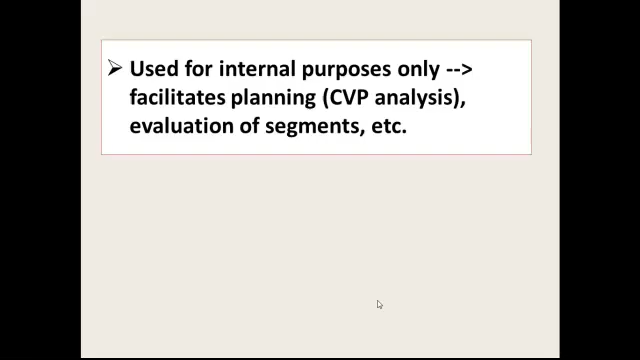 ➢ Used for internal purposes only -->
facilitates planning (CVP analysis),
evaluation of segments, etc.